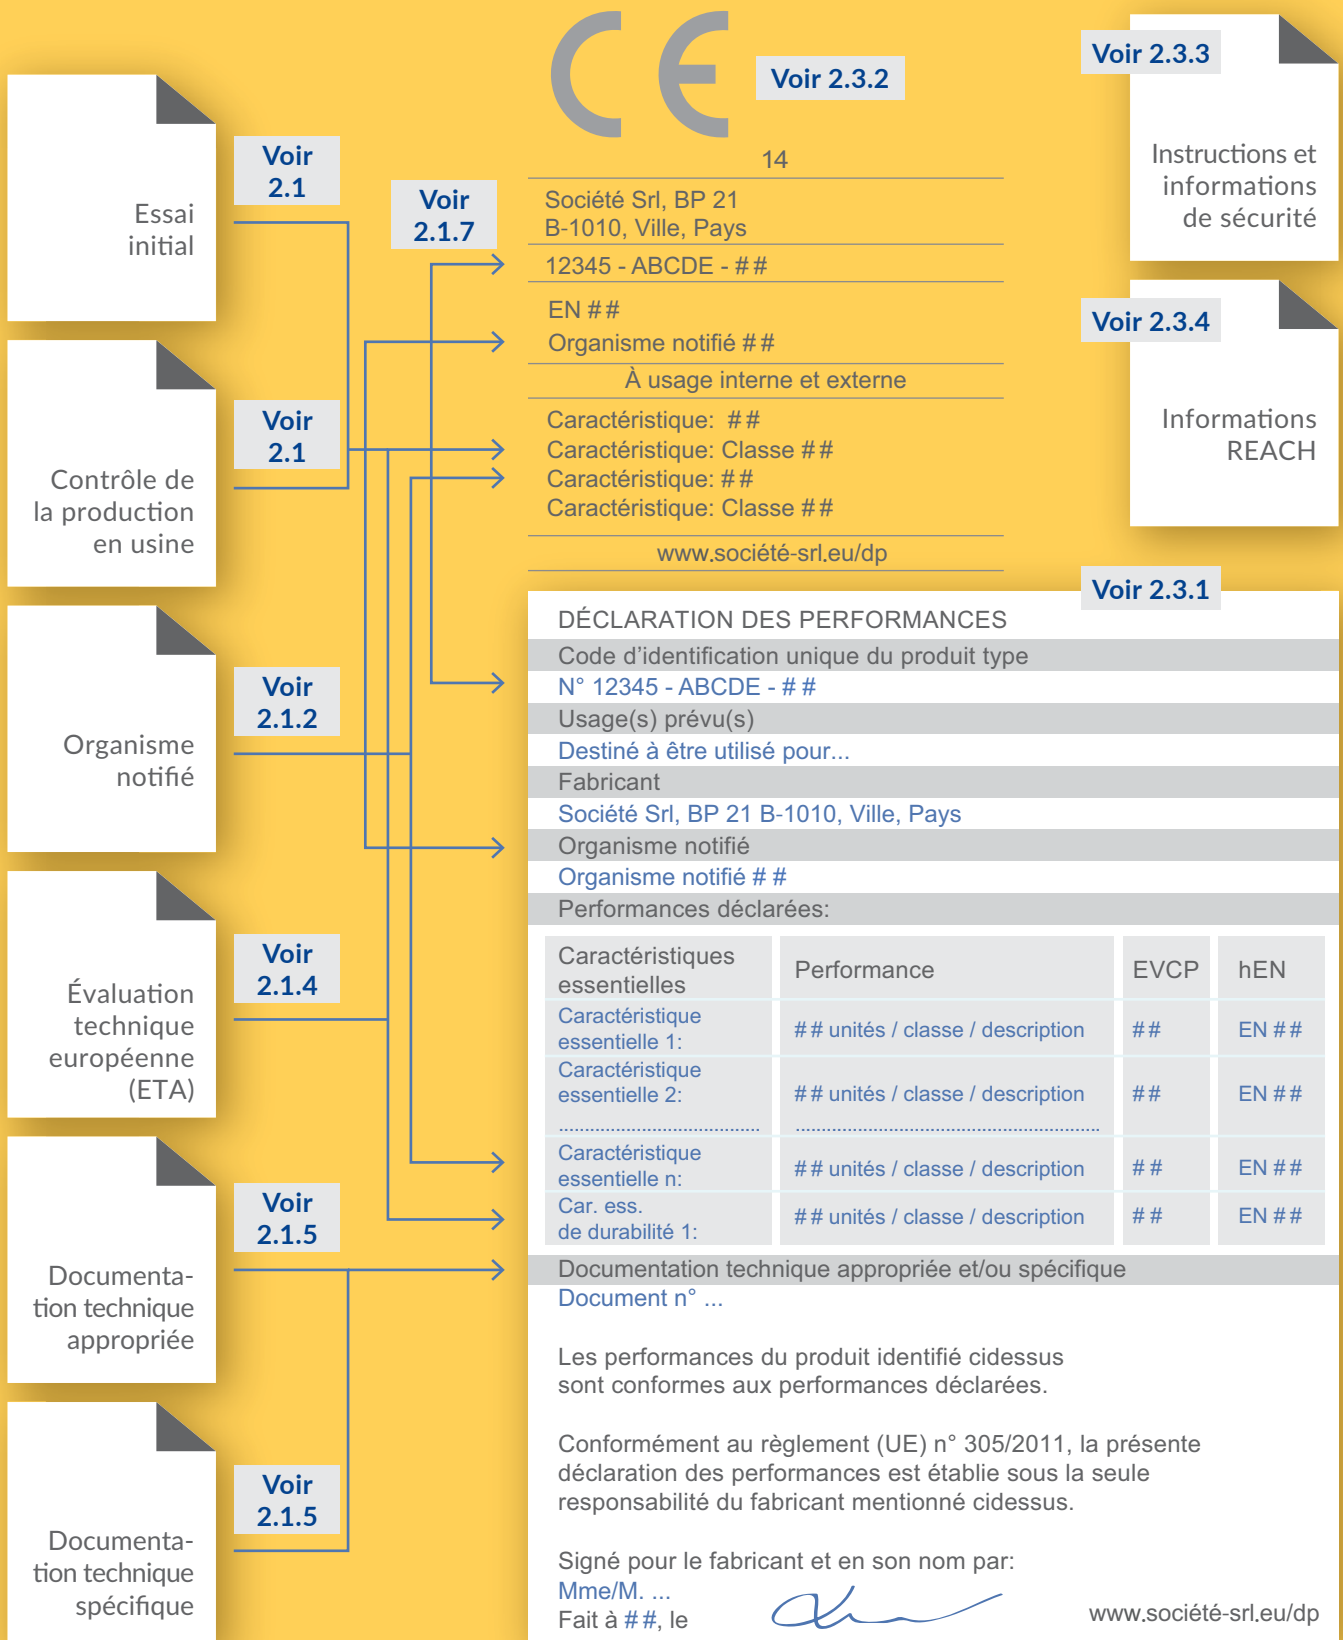 CE
Voir 2.3.2
14
Société Srl, BP 21
B-1010, Ville, Pays
12345 - ABCDE - ##
EN ##
Organisme notifié ##
À usage interne et externe
Caractéristique: ##
Caractéristique: Classe ##
Caractéristique: ##
Caractéristique: Classe ##
www.société-srl.eu/dp
Voir 2.3.3
Instructions et
informations
de sécurité
Voir 2.3.4
Informations
REACH
Essai
initial
Voir
2.1
Voir
2.1.7
Contrôle de
la production
en usine
Voir
2.1
Organisme
notifié
Voir
2.1.2
Évaluation
technique
européenne
(ETA)
Voir
2.1.4
Documenta-
tion technique
appropriée
Voir
2.1.5
Documenta-
tion technique
spécifique
Voir
2.1.5
Voir 2.3.1
DÉCLARATION DES PERFORMANCES
Code d’identification unique du produit type
N° 12345 - ABCDE - # #
Usage(s) prévu(s)
Destiné à être utilisé pour...
Fabricant
Société Srl, BP 21 B-1010, Ville, Pays
Organisme notifié
Organisme notifié # #
Performances déclarées:
Caractéristiques
essentielles
Performance
EVCP
hEN
Caractéristique
essentielle 1:
## unités / classe / description
##
EN ##
Caractéristique
essentielle 2:
## unités / classe / description
##
EN ##
Caractéristique
essentielle n:
## unités / classe / description
##
EN ##
Car. ess.
de durabilité 1:
## unités / classe / description
##
EN ##
Documentation technique appropriée et/ou spécifique
Document n° ...
Les performances du produit identifié cidessus
sont conformes aux performances déclarées.
Conformément au règlement (UE) n° 305/2011, la présente
déclaration des performances est établie sous la seule
responsabilité du fabricant mentionné cidessus.
Signé pour le fabricant et en son nom par:
Mme/M. ...
Fait à ##, le
www.société-srl.eu/dp